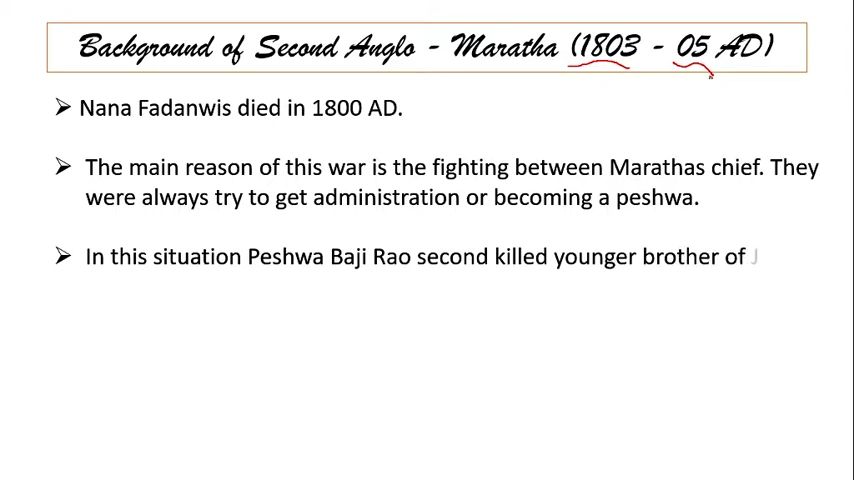 Background of Second Anglo - Maratha (1803 - 05 AD)
➢ Nana Fadanwis died in 1800 AD.
➢ The main reason of this war is the fighting between Marathas chief. They
were always try to get administration or becoming a peshwa.
➢ In this situation Peshwa Baji Rao second killed younger brother of J